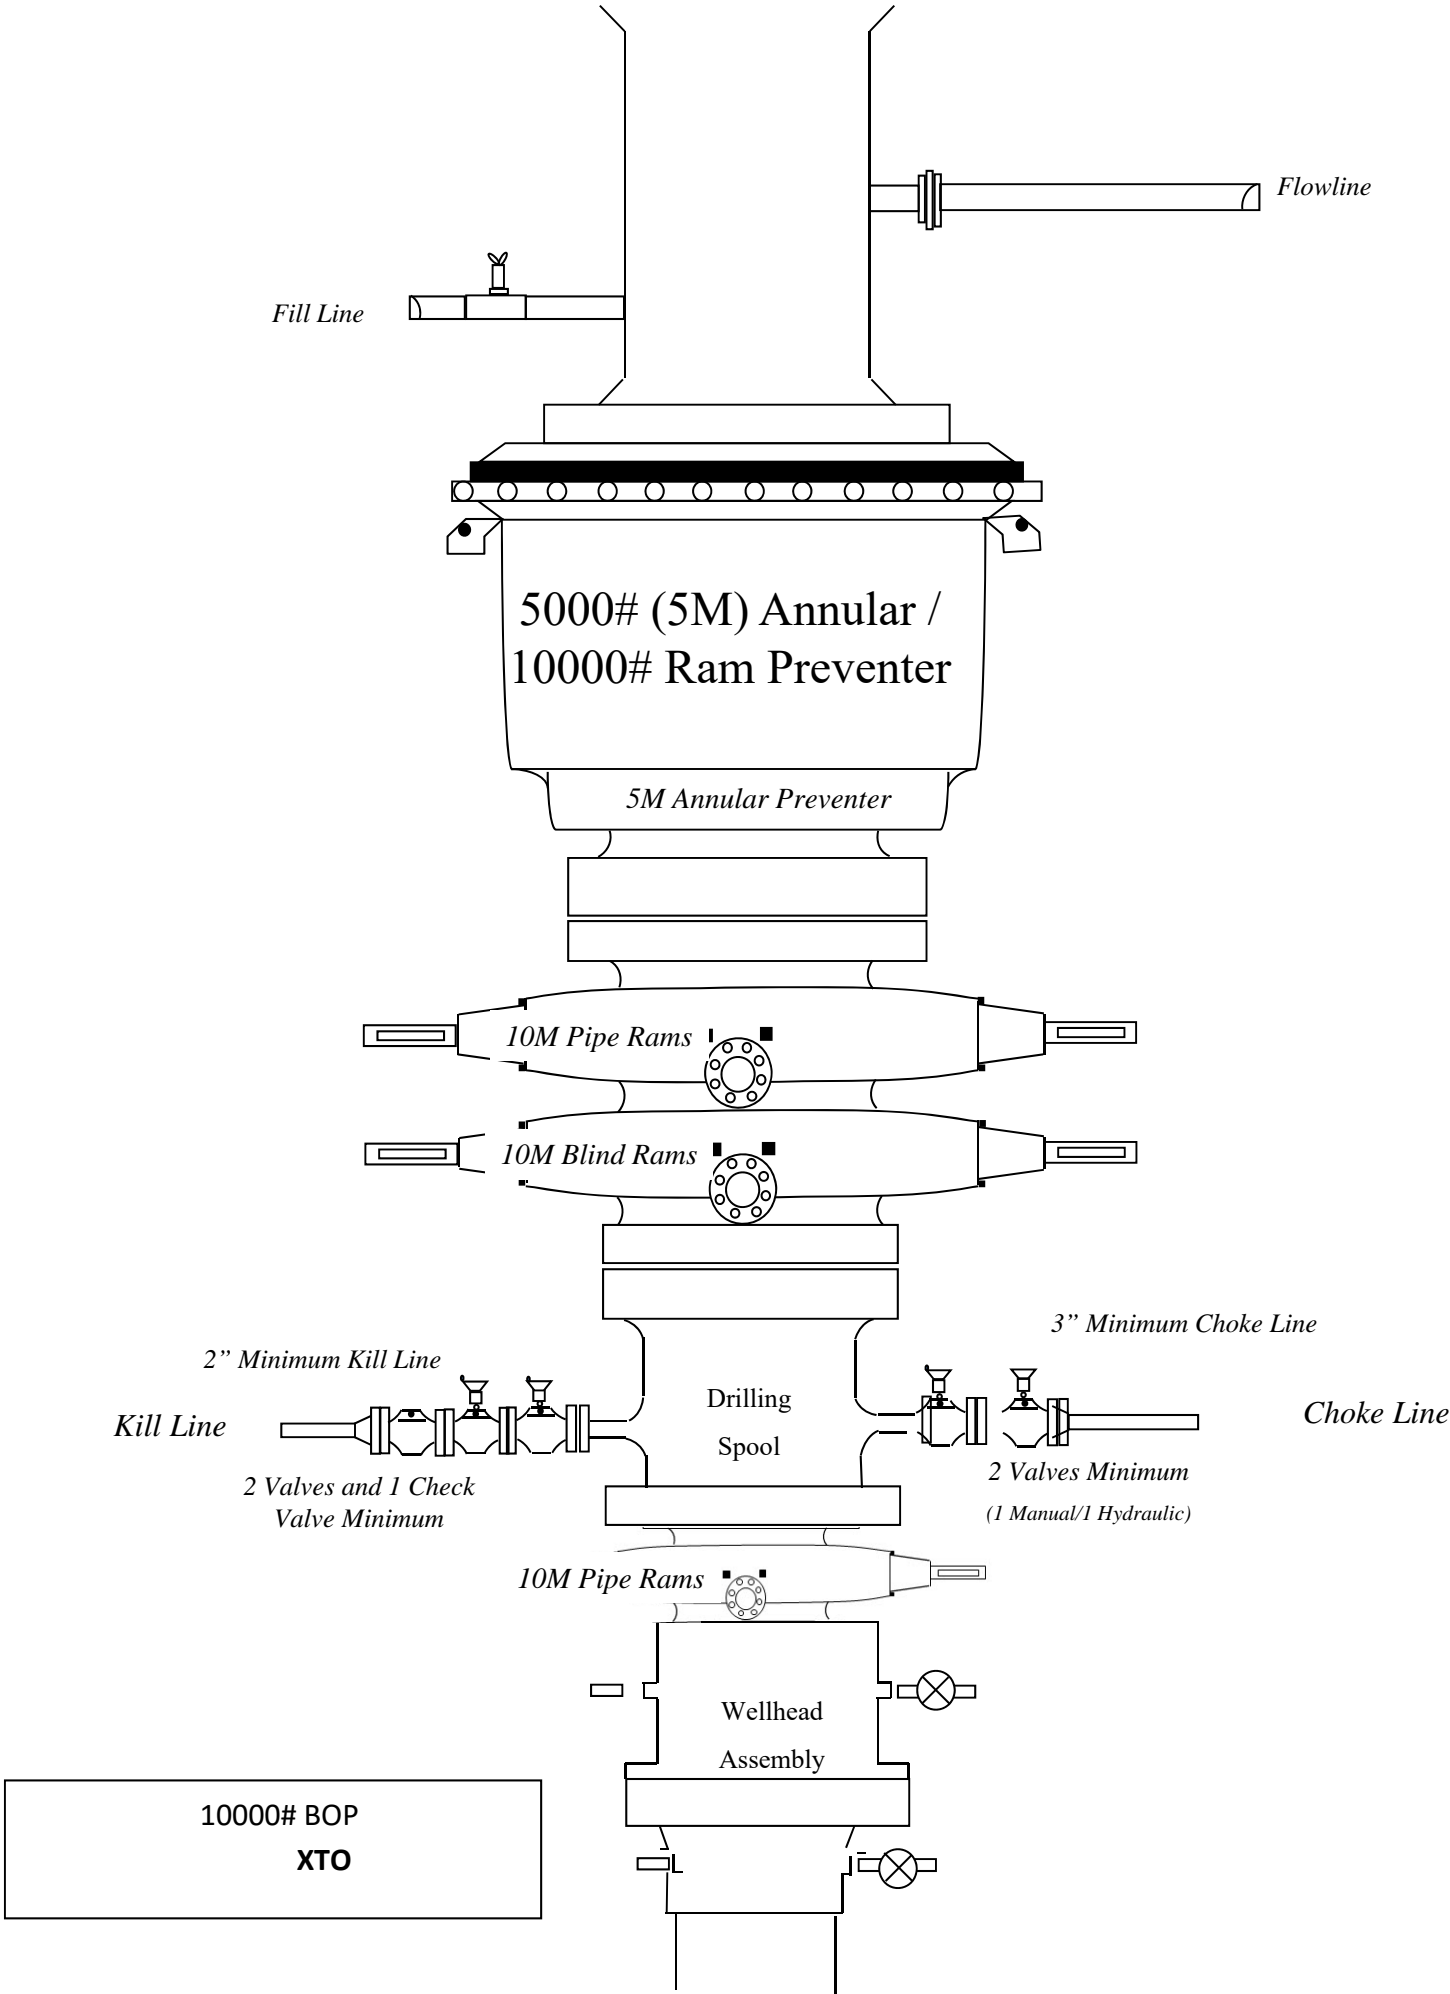 Flowline
Fill Line
5000# (5M) Annular /
10000# Ram Preventer
5M Annular Preventer
10M Pipe Rams
10M Blind Rams
3” Minimum Choke Line
2” Minimum Kill Line
Drilling
Spool
Kill Line
Choke Line
2 Valves and 1 Check
Valve Minimum
2 Valves Minimum
(1 Manual/1 Hydraulic)
10M Pipe Rams
Wellhead
Assembly
10000# BOP
XTO